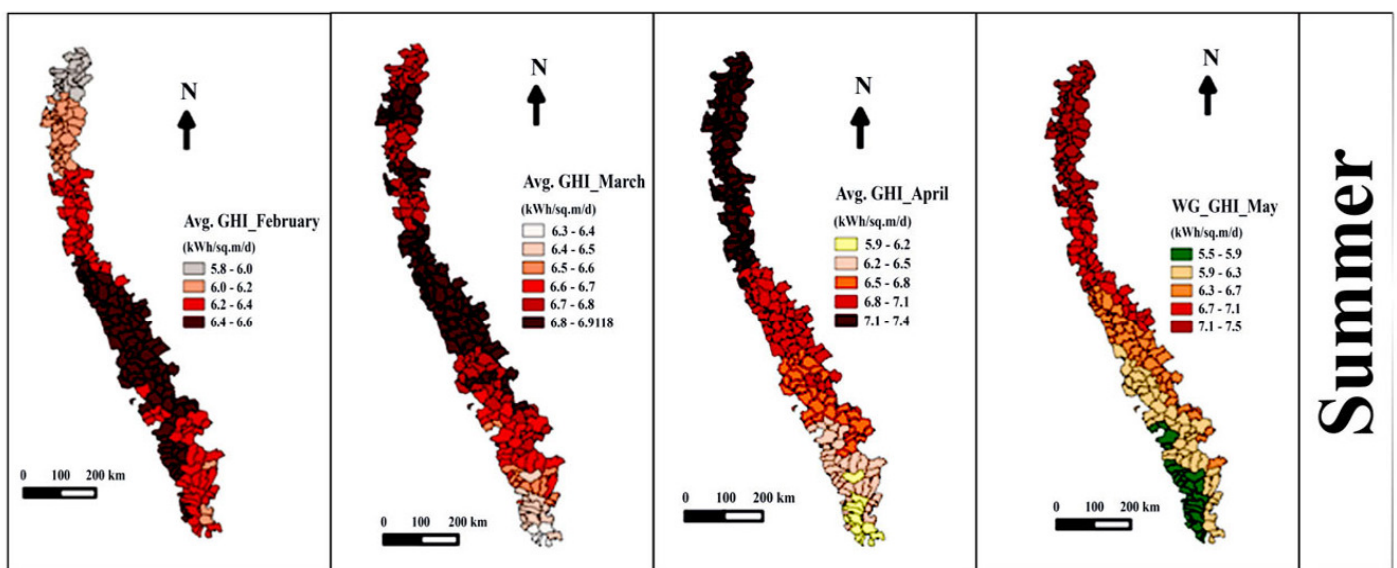 N
Avg. GHI_February
(kWh/sq.m/d)
5.8 - 6.0
6.0 - 6.2
6.2 - 6.4
6.4 - 6.6
0 100 200 km
N
Avg. GHI_March
(kWh/sq.m/d)
6.3 - 6.4
6.4 - 6.5
6.5 - 6.6
6.6 - 6.7
6.7 - 6.8
6.8 - 6.9118
0 100 200 km
N
Avg. GHI_April
(kWh/sq.m/d)
5.9 - 6.2
6.2 - 6.5
6.5 - 6.8
6.8 - 7.1
7.1 - 7.4
0 100 200 km
N
WG_GHI_May
(kWh/sq.m/d)
5.5 - 5.9
5.9 - 6.3
6.3 - 6.7
6.7 - 7.1
7.1 - 7.5
0 100 200 km
Summer